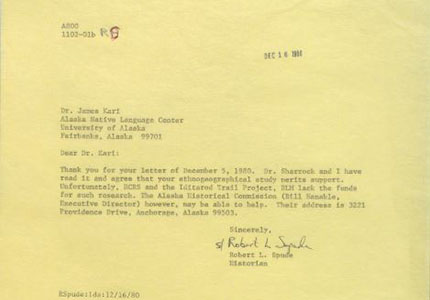 A800
1102-01b
DEC 16 1980
Dr. James Kari
Alaska Native Language Center
University of Alaska
Fairbanks, Alaska 99701
Dear Dr. Kari:
Thank you for your letter of December 5, 1980. Dr. Sharrock and I have
read it and agree that your ethnogeographical study merits support.
Unfortunately, HCRS and the Iditarod Trail Project, BLM lack the funds
for such research. The Alaska Historical Commission (Bill Hanable,
Executive Director) however, may be able to help. Their address is 3221
Providence Drive, Anchorage, Alaska 99503.
Sincerely,
s/ Robert L Spude
Robert L. Spude
Historian
RSpude:lds:12/16/80